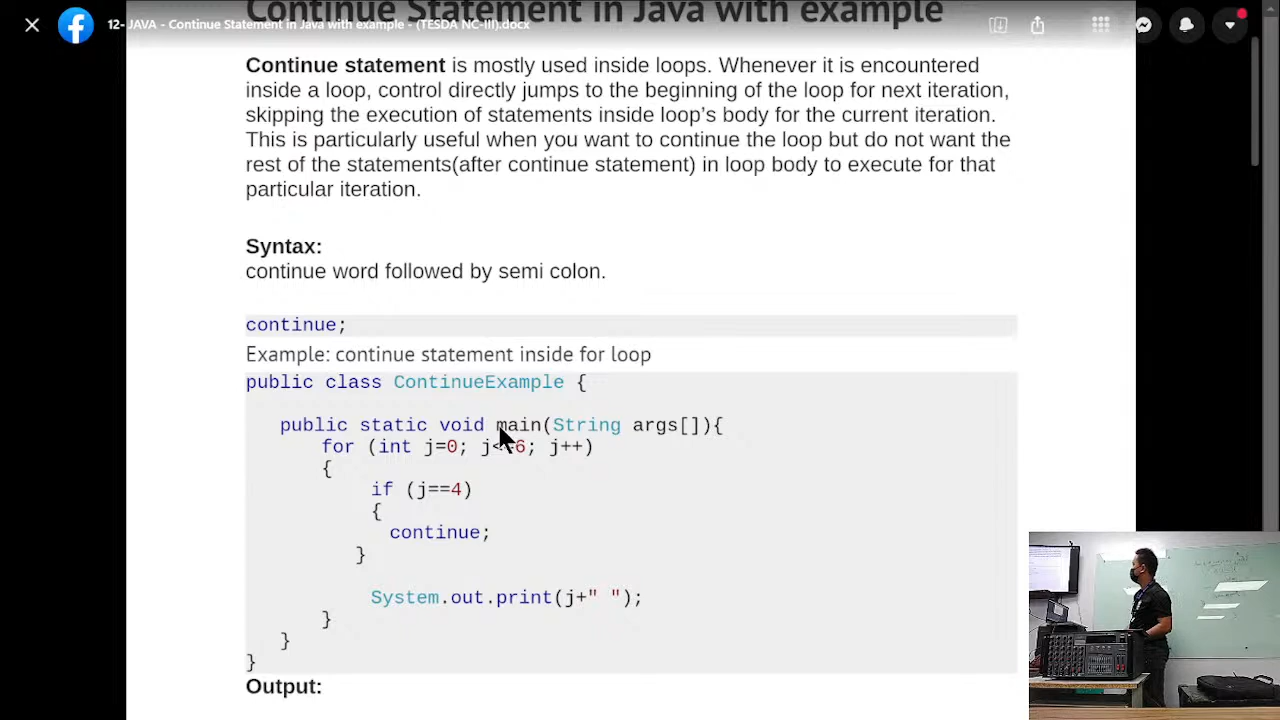 Continue Statement in Java with example
12- JAVA - Continue Statement in Java with example - (TESDA NC-III).docx
Continue statement is mostly used inside loops. Whenever it is encountered
inside a loop, control directly jumps to the beginning of the loop for next iteration,
skipping the execution of statements inside loop’s body for the current iteration.
This is particularly useful when you want to continue the loop but do not want the
rest of the statements(after continue statement) in loop body to execute for that
particular iteration.
Syntax:
continue word followed by semi colon.
continue;
Example: continue statement inside for loop
public class ContinueExample {
public static void main(String args[]){
for (int j=0; j<=6; j++)
{
if (j==4)
{
continue;
}
System.out.print(j+" ");
}
}
}
Output: